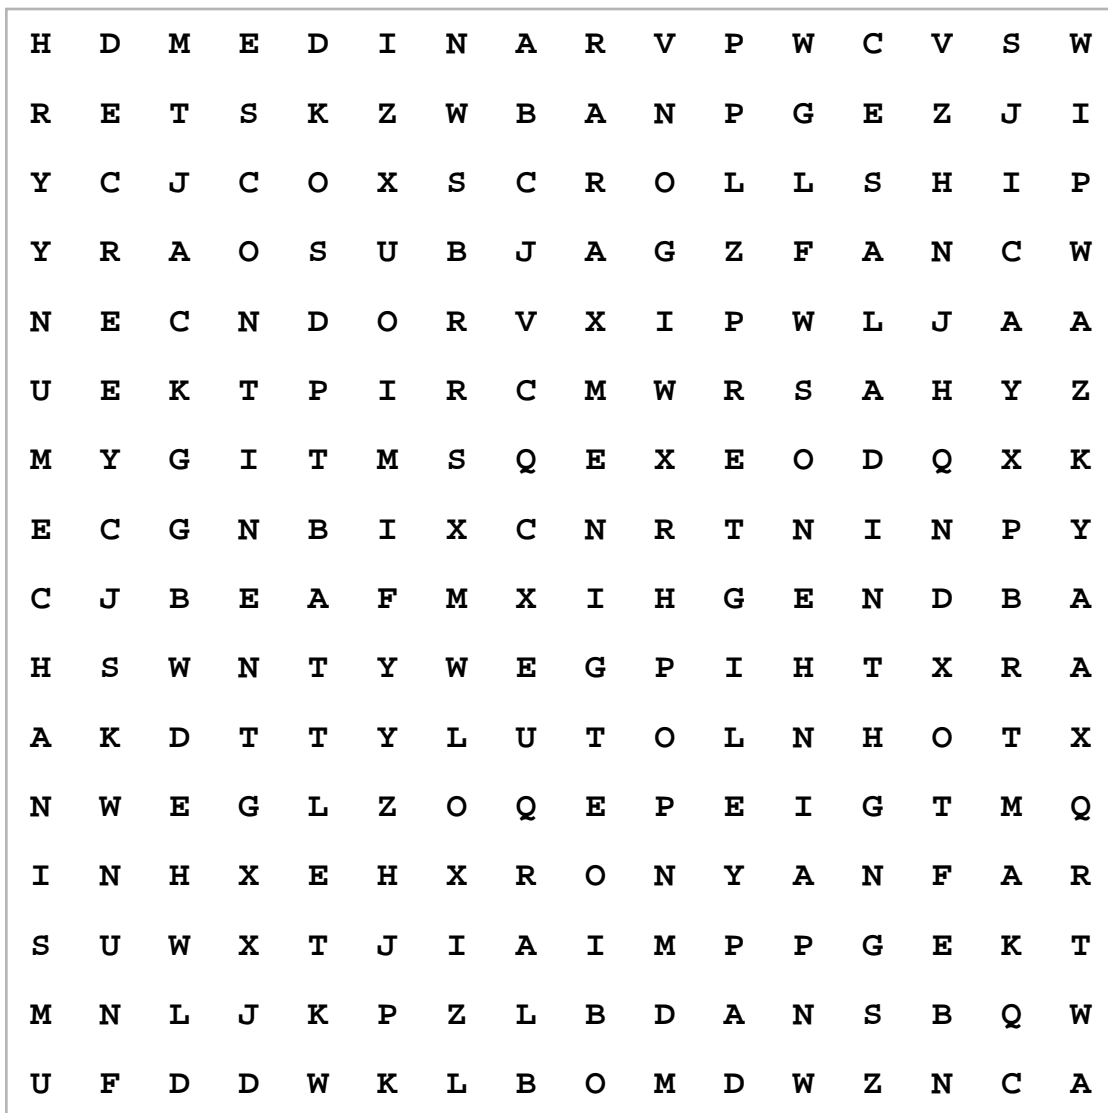 H D M E D I N A R V P W C V S W
R E T S K Z W B A N P G E Z J I
Y C J C O X S C R O L L S H I P
Y R A O S U B J A G Z F A N C W
N E C N D O R V X I P W L J A A
U E K T P I R C M W R S A H Y Z
M Y G I T M S Q E X E O D Q X K
E C G N B I X C N R T N I N P Y
C J B E A F M X I H G E N D B A
H S W N T Y W E G P I H T X R A
A K D T T Y L U T O L N H O T X
N W E G L Z O Q E P E I G T M Q
I N H X E H X R O N Y A N F A R
S U W X T J I A I M P P G E K T
M N L J K P Z L B D A N S B Q W
U F D D W K L B O M D W Z N C A